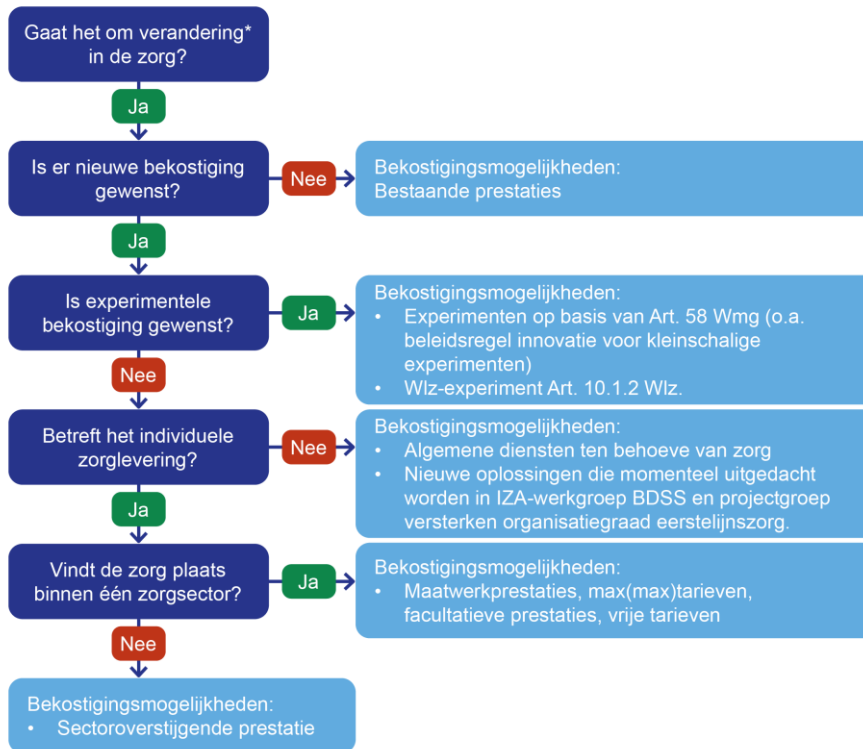 Gaat het om verandering*
in de zorg?
Ja
Is er nieuwe bekostiging
gewenst?
Nee
Bekostigingsmogelijkheden:
Bestaande prestaties
Ja
Is experimentele
bekostiging gewenst?
Ja
Bekostigingsmogelijkheden:
• Experimenten op basis van Art. 58 Wmg (o.a.
beleidsregel innovatie voor kleinschalige
experimenten)
• Wlz-experiment Art. 10.1.2 Wlz.
Nee
Betreft het individuele
zorglevering?
Nee
Bekostigingsmogelijkheden:
• Algemene diensten ten behoeve van zorg
• Nieuwe oplossingen die momenteel uitgedacht
worden in IZA-werkgroep BDSS en projectgroep
versterken organisatiegraad eerstelijnszorg.
Ja
Vindt de zorg plaats
binnen één zorgsector?
Ja
Bekostigingsmogelijkheden:
• Maatwerkprestaties, max(max)tarieven,
facultatieve prestaties, vrije tarieven
Nee
Bekostigingsmogelijkheden:
• Sectoroverstijgende prestatie